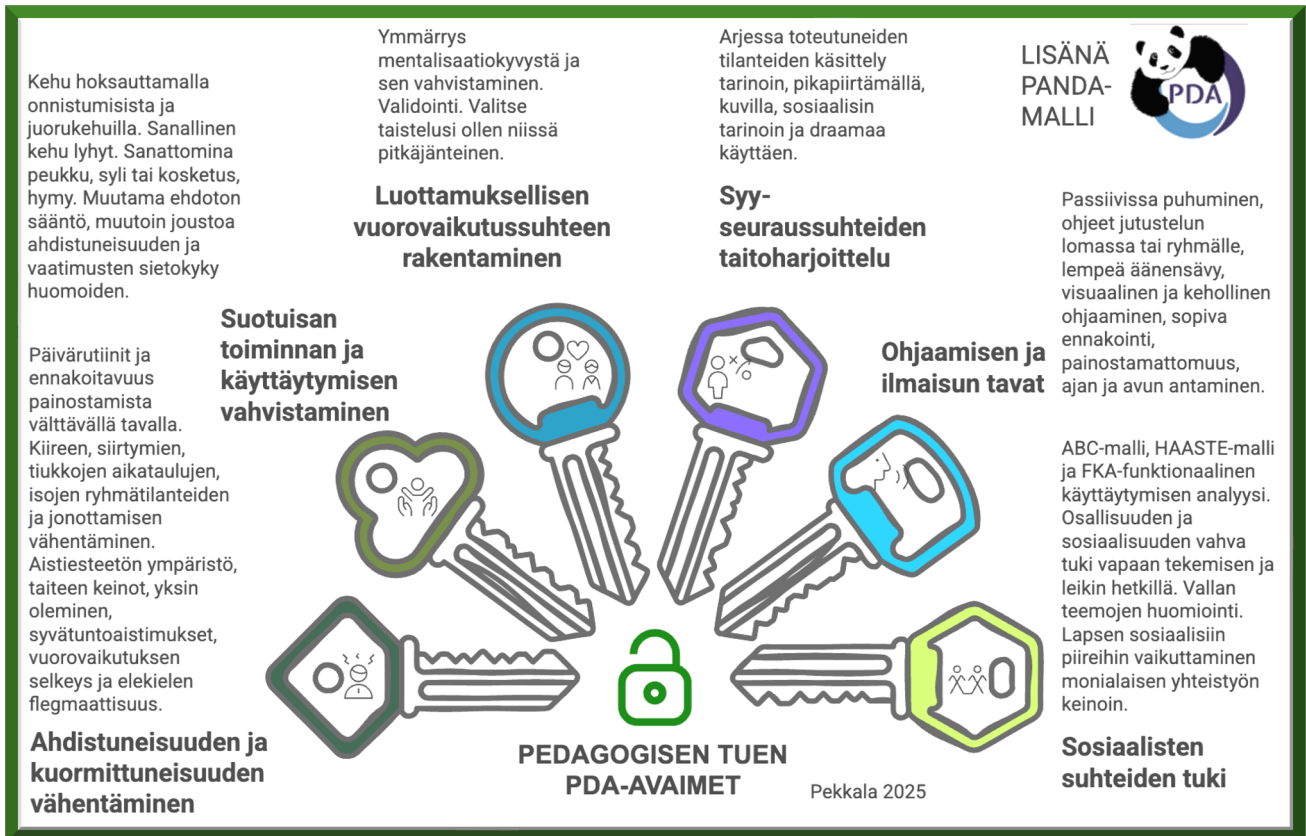 Kehu hoksauttamalla
onnistumisista ja
juorukehuilla. Sanallinen
kehu lyhyt. Sanattomina
peukku, syli tai kosketus,
hymy. Muutama ehdoton
sääntö, muutoin joustoa
ahdistuneisuuden ja
vaatimusten sietokyky
huomoiden.
Suotuisan
toiminnan ja
käyttäytymisen
vahvistaminen
Ymmärrys
mentalisaatiokyvystä ja
sen vahvistaminen.
Validointi. Valitse
taistelusi ollen niissä
pitkäjänteinen.
Luottamuksellisen
vuorovaikutussuhteen
rakentaminen
Arjessa toteutuneiden
tilanteiden käsittely
tarinoin, pikapiirtämällä,
kuvilla, sosiaalisin
tarinoin ja draamaa
käyttäen.
Syy-
seuraussuhteiden
taitoharjoittelu
LISÄNÄ
PANDA-
MALLI
PDA
Passiivissa puhuminen,
ohjeet jutustelun
lomassa tai ryhmälle,
lempeä äänensävy,
visuaalinen ja kehollinen
ohjaaminen, sopiva
ennakointi,
painostamattomuus,
ajan ja avun antaminen.
Ohjaamisen ja
ilmaisun tavat
Päivärutiinit ja
ennakoitavuus
painostamista
välttävällä tavalla.
Kiireen, siirtymien,
tiukkojen aikataulujen,
isojen ryhmätilanteiden
ja jonottamisen
vähentäminen.
Aistiesteetön ympäristö,
taiteen keinot, yksin
oleminen,
syvätuntoaistimukset,
vuorovaikutuksen
selkeys ja elekielen
flegmaattisuus.
Ahdistuneisuuden ja
kuormittuneisuuden
vähentäminen
ABC-malli, HAASTE-malli
ja FKA-funktionaalinen
käyttäytymisen analyysi.
Osallisuuden ja
sosiaalisuuden vahva
tuki vapaan tekemisen ja
leikin hetkillä. Vallan
teemojen huomiointi.
Lapsen sosiaalisiin
piireihin vaikuttaminen
monialaisen yhteistyön
keinoin.
Sosiaalisten
suhteiden tuki
PEDAGOGISEN TUEN
PDA-AVAIMET
Pekkala 2025